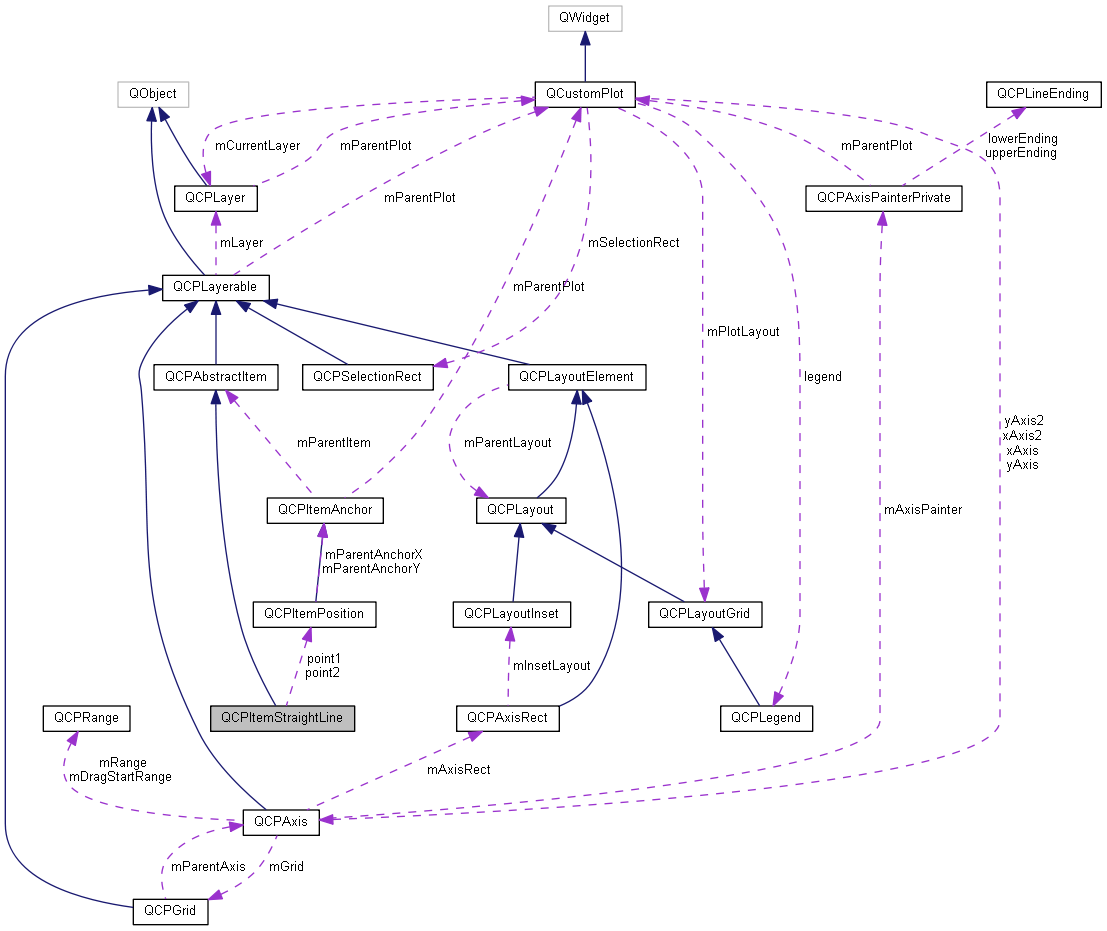 QWidget
QObject
QCustomPlot
QCPLineEnding
mCurrentLayer
mParentPlot
mParentPlot
lowerEnding
upperEnding
QCPLayer
mParentPlot
QCPAxisPainterPrivate
mLayer
mSelectionRect
QCPLayerable
mParentPlot
mPlotLayout
QCPAbstractItem
QCPSelectionRect
QCPLayoutElement
legend
mParentItem
mParentLayout
yAxis2
xAxis2
xAxis
yAxis
QCPItemAnchor
QCPLayout
mAxisPainter
mParentAnchorX
mParentAnchorY
QCPItemPosition
QCPLayoutInset
QCPLayoutGrid
point1
point2
mInsetLayout
QCPRange
QCPItemStraightLine
QCPAxisRect
QCPLegend
mRange
mDragStartRange
mAxisRect
QCPAxis
mParentAxis
mGrid
QCPGrid